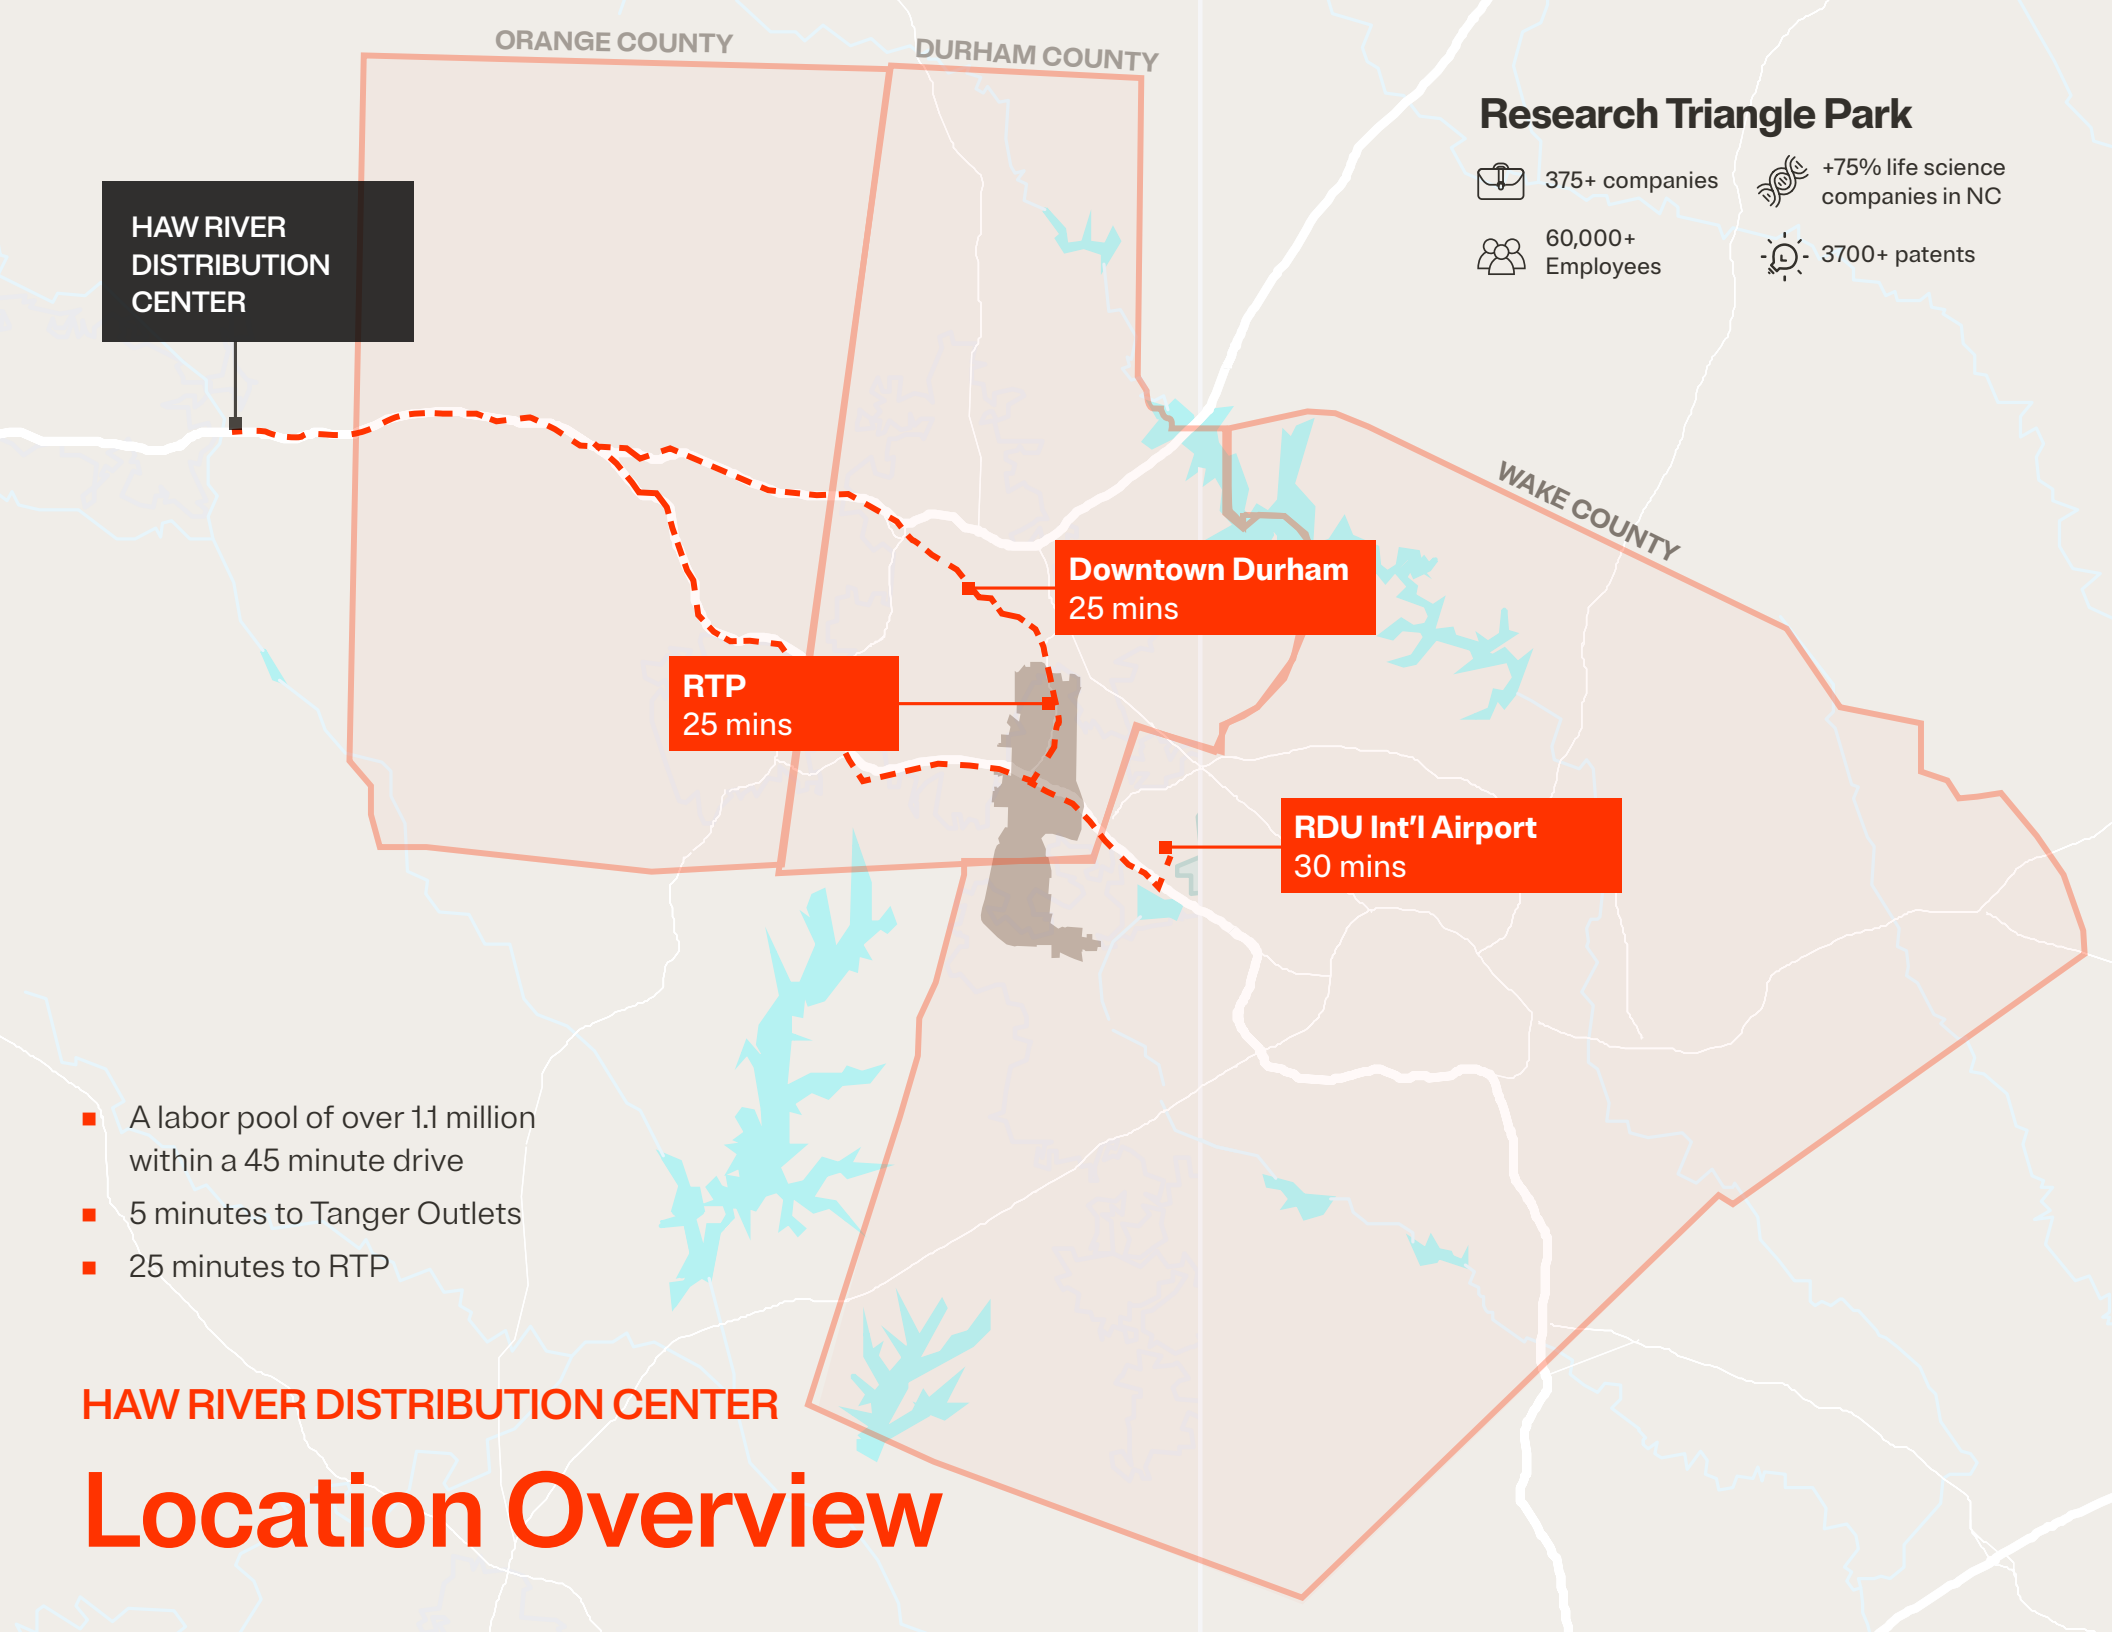 ORANGE COUNTY
DURHAM COUNTY
Research Triangle Park
375+ companies
+75% life science
companies in NC
60,000+
Employees
3700+ patents
HAW RIVER
DISTRIBUTION
CENTER
WAKE COUNTY
Downtown Durham
25 mins
RTP
25 mins
RDU Int'l Airport
30 mins
A labor pool of over 1.1 million
within a 45 minute drive
5 minutes to Tanger Outlets
25 minutes to RTP
HAW RIVER DISTRIBUTION CENTER
Location Overview